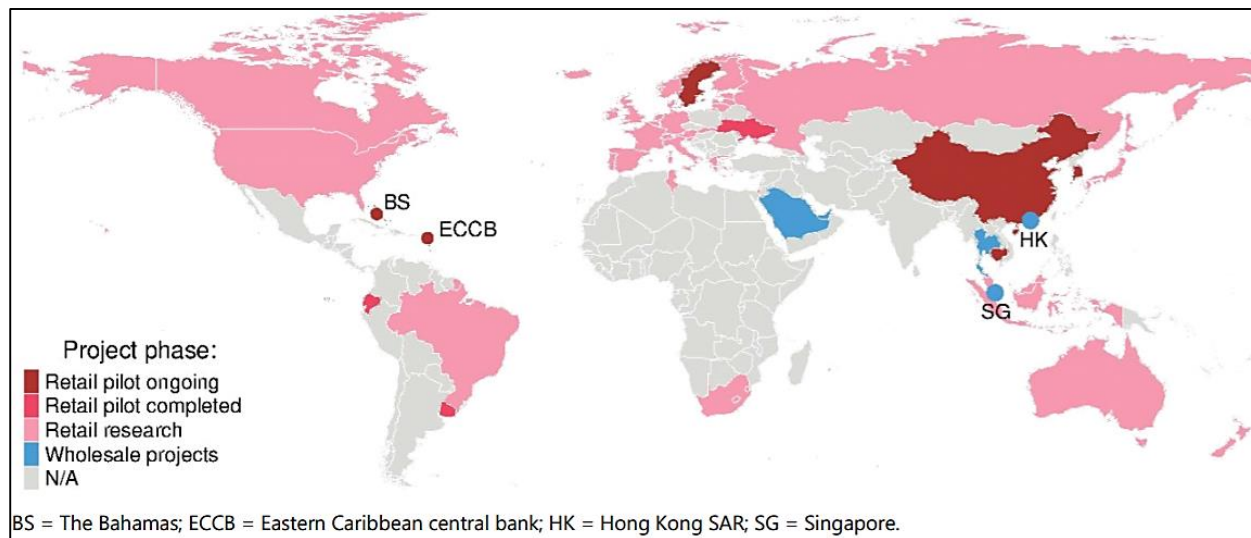 BS
ECCB
HK
SG
Project phase:
Retail pilot ongoing
Retail pilot completed
Retail research
Wholesale projects
N/A
BS = The Bahamas; ECCB = Eastern Caribbean central bank; HK = Hong Kong SAR; SG = Singapore.